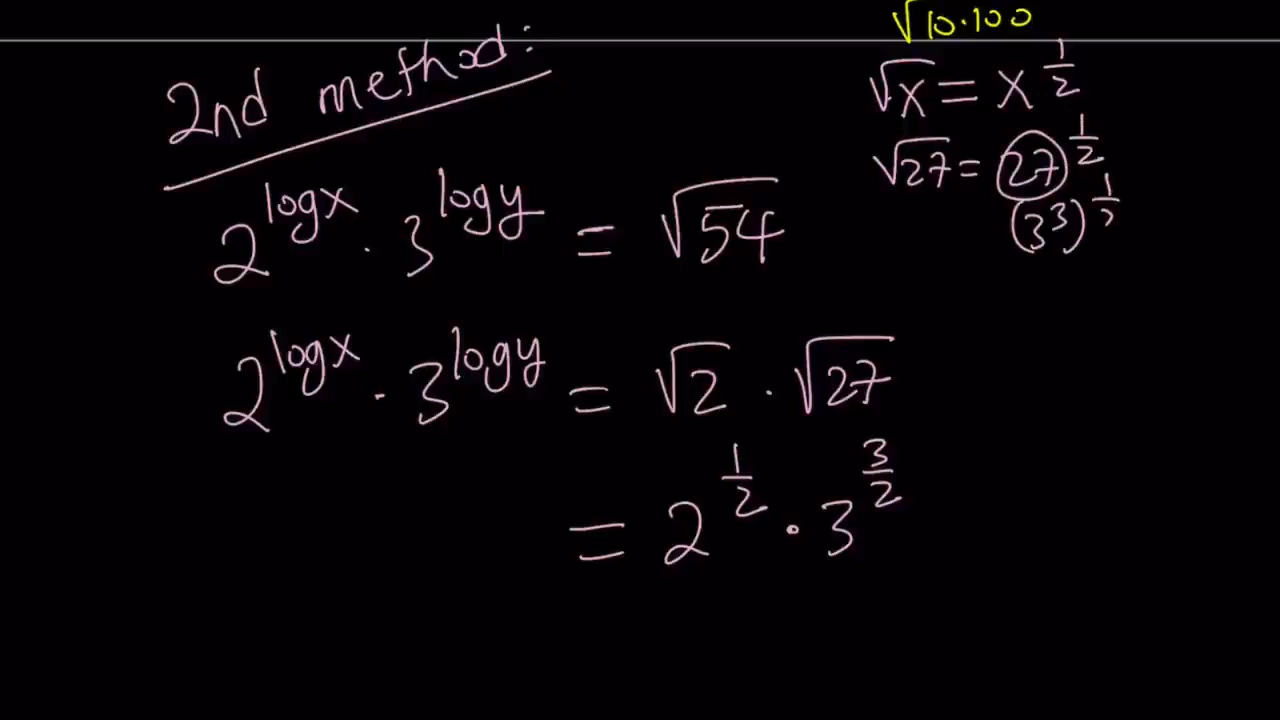 √10·100
2nd method:
√x = x^(1/2)
√27 = 27^(1/2)
(3^3)^(1/2)
2^(log x) · 3^(log y) = √54
2^(log x) · 3^(log y) = √2 · √27
= 2^(1/2) · 3^(3/2)